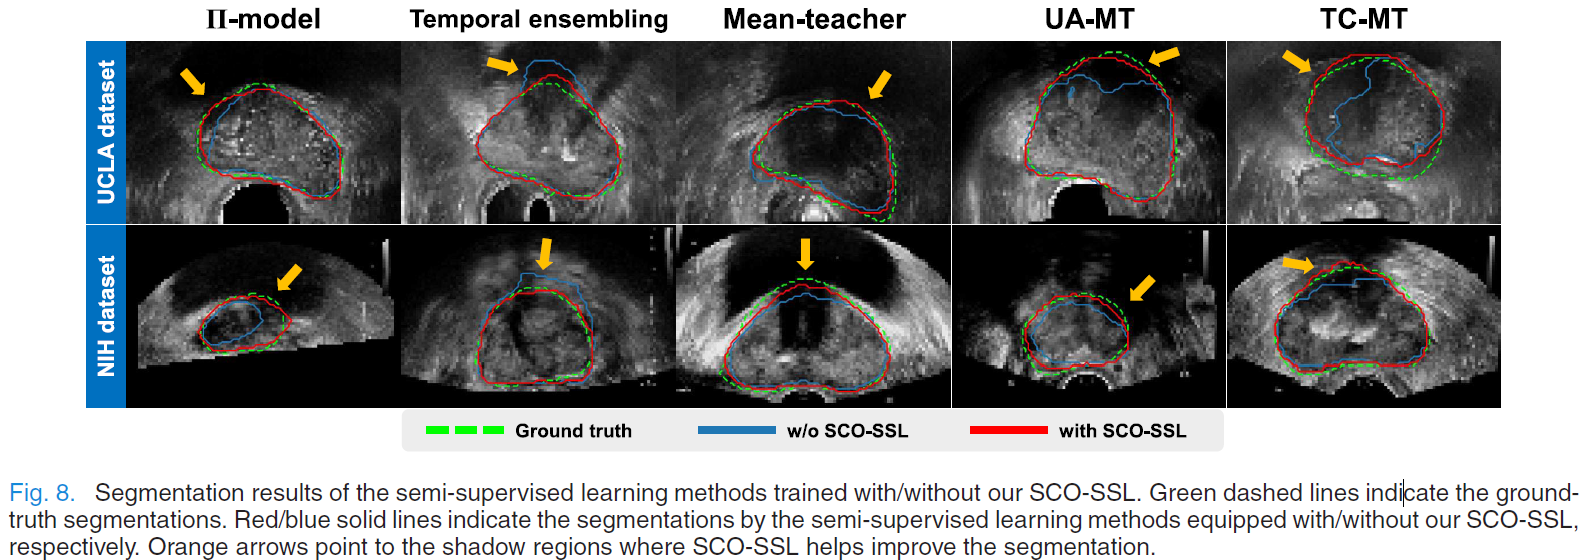 Π-model
Temporal ensembling
Mean-teacher
UA-MT
TC-MT
UCLA dataset
NIH dataset
Ground truth
w/o SCO-SSL
with SCO-SSL
Fig. 8. Segmentation results of the semi-supervised learning methods trained with/without our SCO-SSL. Green dashed lines indicate the ground-
truth segmentations. Red/blue solid lines indicate the segmentations by the semi-supervised learning methods equipped with/without our SCO-SSL,
respectively. Orange arrows point to the shadow regions where SCO-SSL helps improve the segmentation.